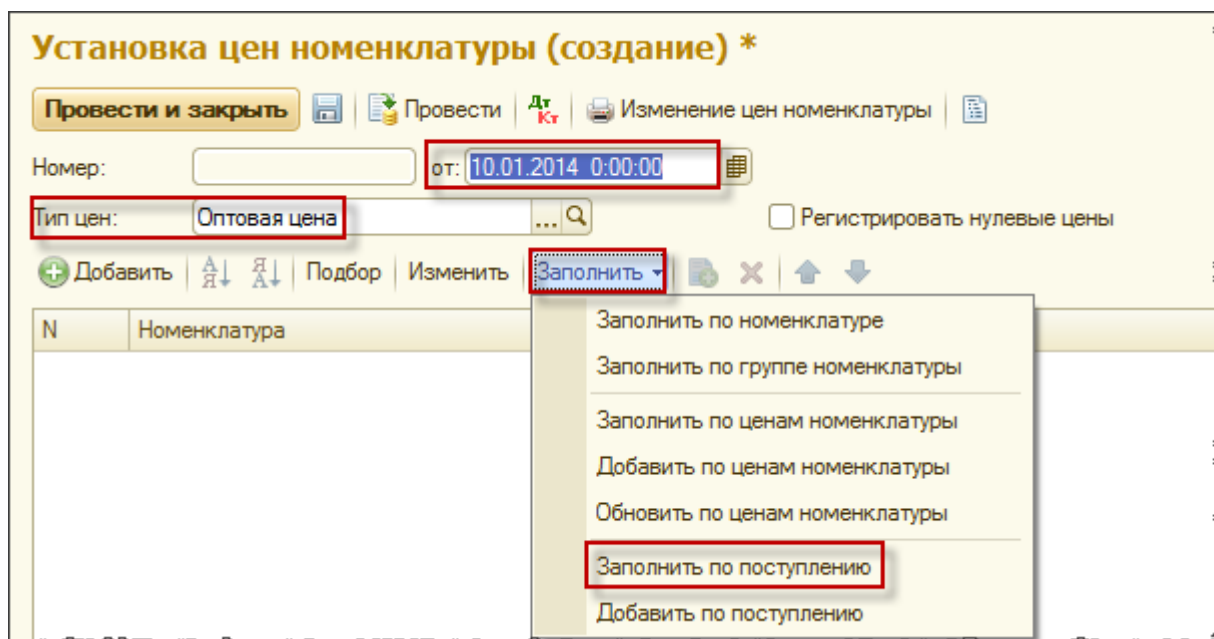 Установка цен номенклатуры (создание) *
Провести и закрыть Провести Дт Кт Изменение цен номенклатуры
Номер: от: 10.01.2014 0:00:00
Тип цен: Оптовая цена ... Регистрировать нулевые цены
Добавить Подбор Изменить Заполнить
N Номенклатура
Заполнить по номенклатуре
Заполнить по группе номенклатуры
Заполнить по ценам номенклатуры
Добавить по ценам номенклатуры
Обновить по ценам номенклатуры
Заполнить по поступлению
Добавить по поступлению